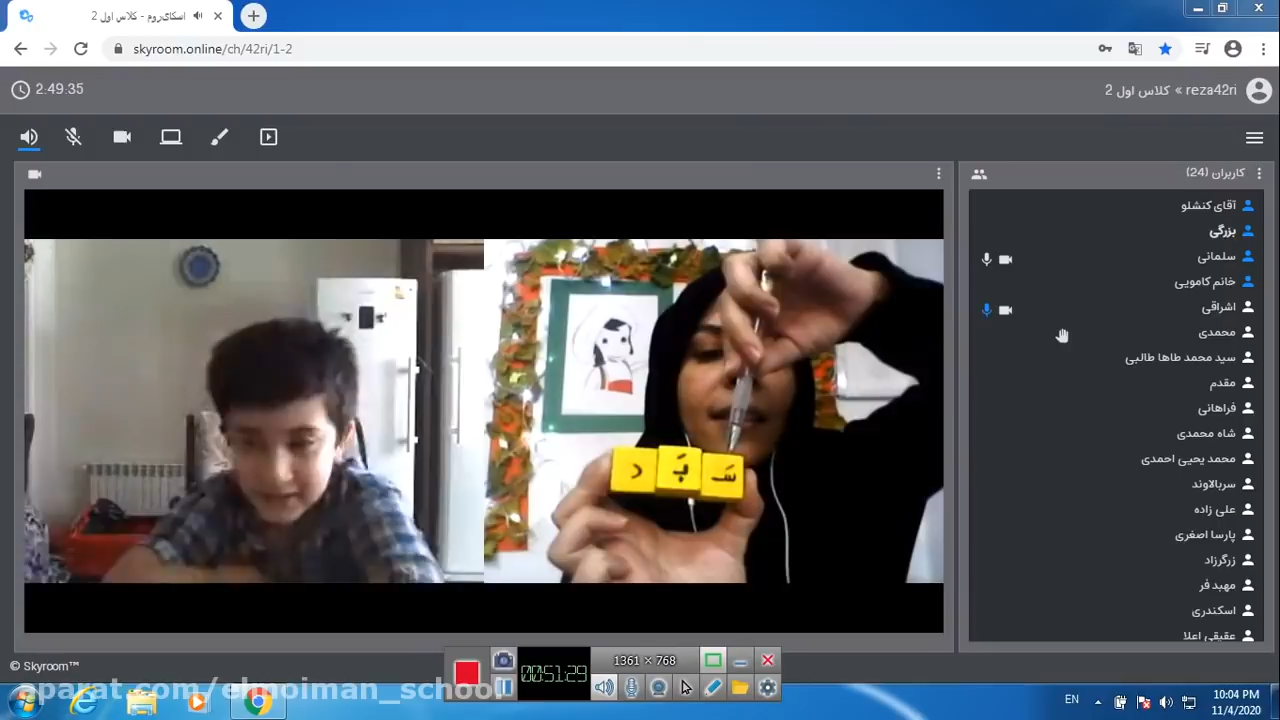 اسکای‌روم - کلاس اول 2
skyroom.online/ch/42ri/1-2
2:49:35
reza42ri » کلاس اول 2
کاربران (24)
آقای کنشلو
بزرگی
سلمانی
خانم کامویی
اشراقی
محمدی
سید محمد طاها طالبی
مقدم
فراهانی
شاه محمدی
محمد یحیی احمدی
سربالاوند
علی زاده
پارسا اصغری
زرگرزاد
مهبد فر
اسکندری
عقیقی اعلا
سَـ بَـ د
© Skyroom™
1361 × 768
00:51:29
aparat.com/elmoiman_school
EN
10:04 PM
11/4/2020